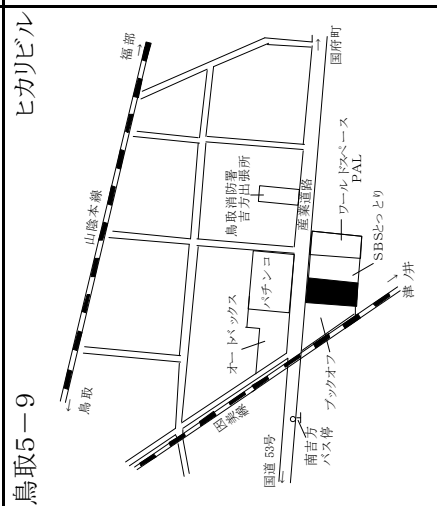 鳥取5－9
ヒカリビル
福部
山陰本線
鳥取
国府町
鳥取消防署
吉方出張所
産業道路
ワールドスペース
PAL
SBSとっとり
津ノ井
パチンコ
オートバックス
ブックオフ
因美線
国道53号
南吉方
バス停